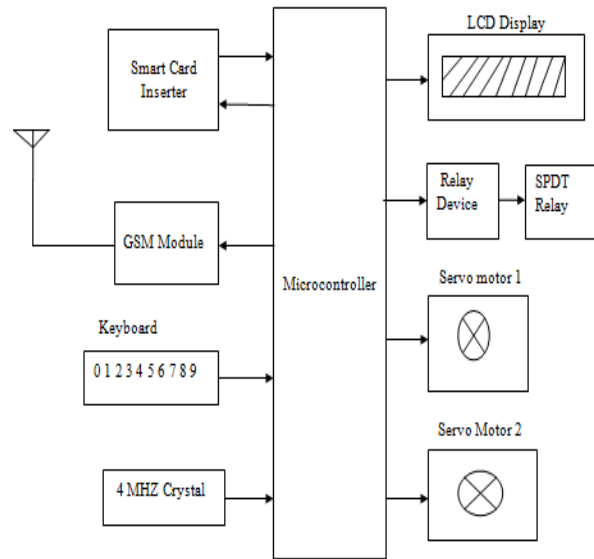 LCD Display
Smart Card
Inserter
Relay
Device
SPDT
Relay
GSM Module
Microcontroller
Servo motor 1
Keyboard
0 1 2 3 4 5 6 7 8 9
Servo Motor 2
4 MHZ Crystal